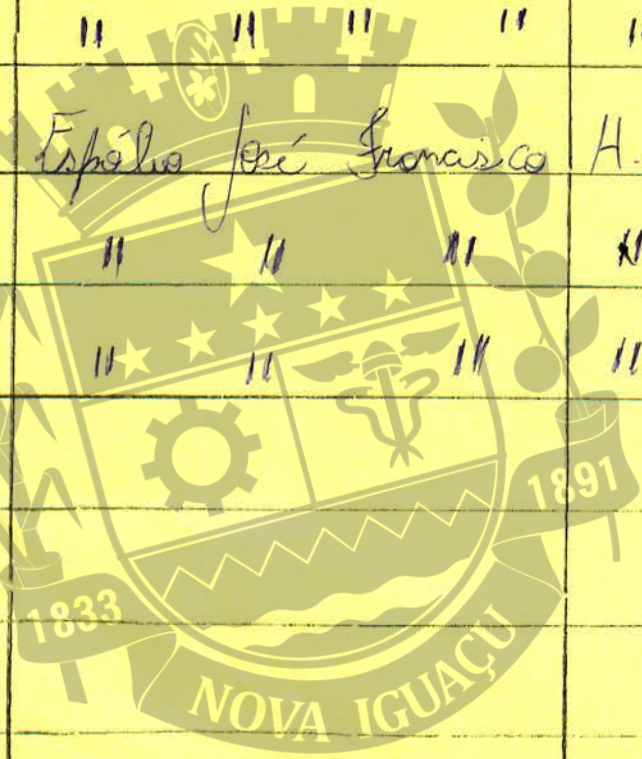 " " " " "
Espólio José Francisco H.
" " " "
" " " "
1891
1833
NOVA IGUAÇU